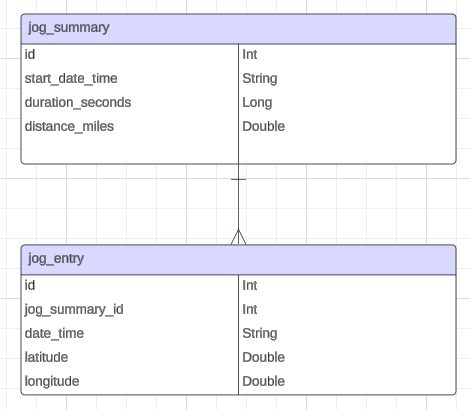 jog_summary
id Int
start_date_time String
duration_seconds Long
distance_miles Double
jog_entry
id Int
jog_summary_id Int
date_time String
latitude Double
longitude Double